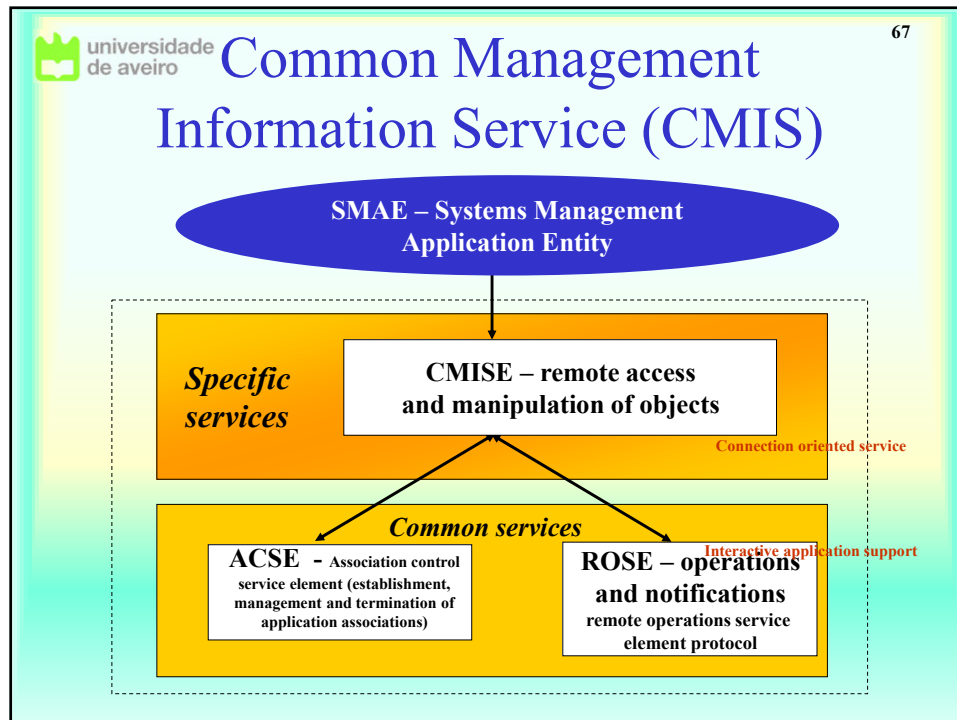 67
universidade
de aveiro
Common Management
Information Service (CMIS)
SMAE – Systems Management
Application Entity
Specific
services
CMISE – remote access
and manipulation of objects
Connection oriented service
Common services
ACSE - Association control
service element (establishment,
management and termination of
application associations)
Interactive application support
ROSE – operations
and notifications
remote operations service
element protocol